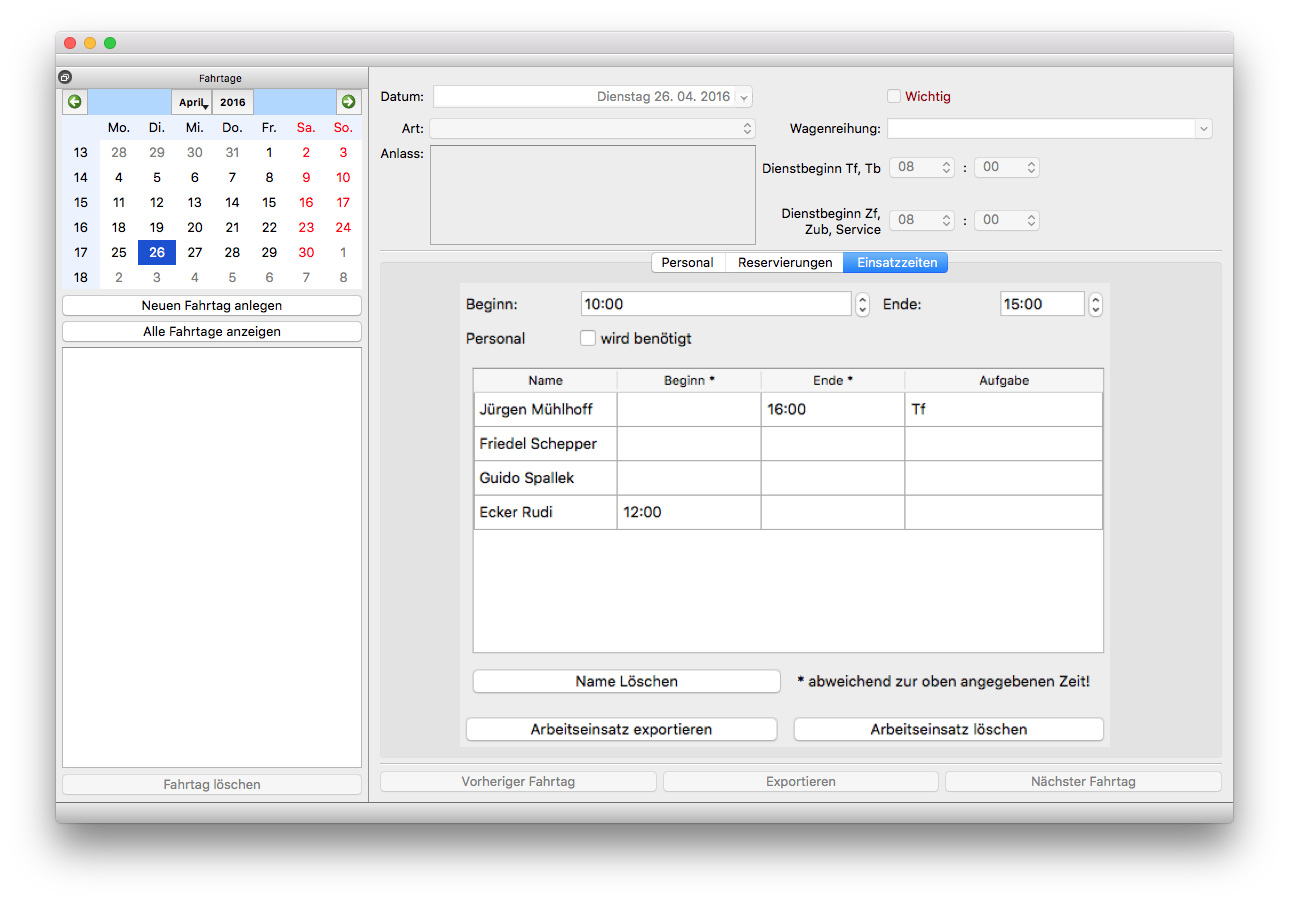 Fahrtage
April 2016
Mo. Di. Mi. Do. Fr. Sa. So.
13 28 29 30 31 1 2 3
14 4 5 6 7 8 9 10
15 11 12 13 14 15 16 17
16 18 19 20 21 22 23 24
17 25 26 27 28 29 30 1
18 2 3 4 5 6 7 8
Neuen Fahrtag anlegen
Alle Fahrtage anzeigen
Fahrtag löschen
Datum: Dienstag 26. 04. 2016
Wichtig
Art:
Wagenreihung:
Anlass:
Dienstbeginn Tf, Tb 08 : 00
Dienstbeginn Zf,
Zub, Service 08 : 00
Personal Reservierungen Einsatzzeiten
Beginn: 10:00 Ende: 15:00
Personal wird benötigt
Name Beginn * Ende * Aufgabe
Jürgen Mühlhoff 16:00 Tf
Friedel Schepper
Guido Spallek
Ecker Rudi 12:00
Name Löschen * abweichend zur oben angegebenen Zeit!
Arbeitseinsatz exportieren Arbeitseinsatz löschen
Vorheriger Fahrtag Exportieren Nächster Fahrtag